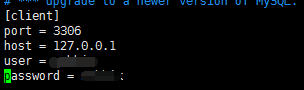 # *** upgrade to a newer version of MySQL.
[client]
port = 3306
host = 127.0.0.1
user =
password =